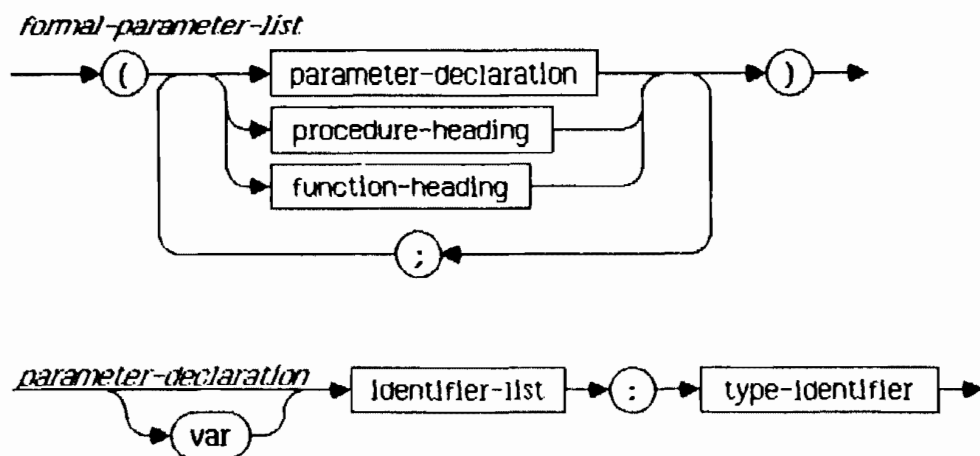 formal-parameter-list
( parameter-declaration )
procedure-heading
function-heading
;
parameter-declaration identifier-list : type-identifier
var